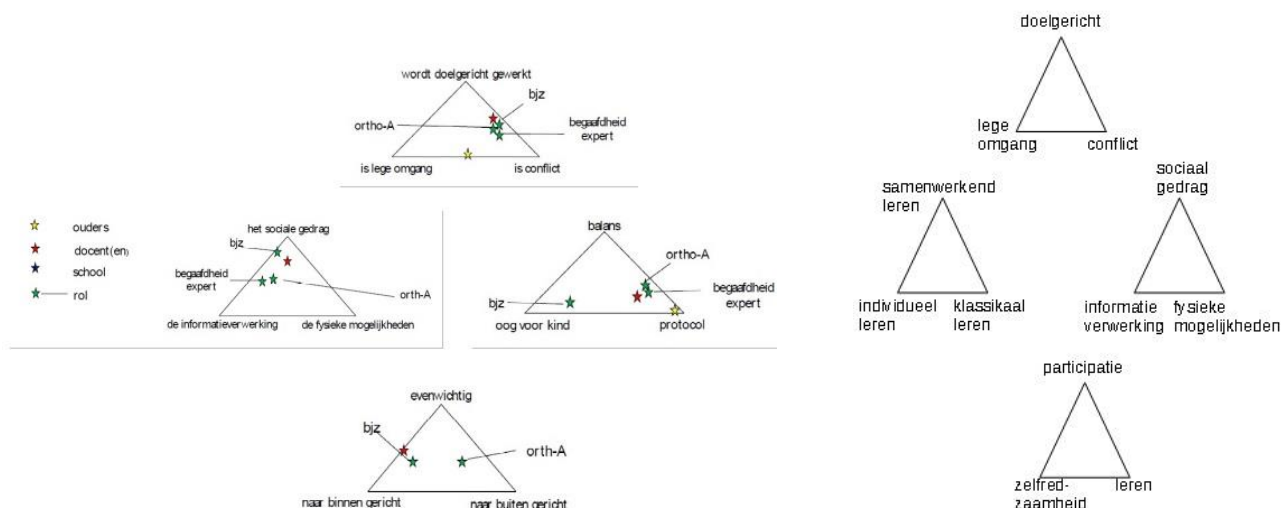 wordt doelgericht gewerkt
bjz
ortho-A
begaafdheid
expert
is lege omgang
is conflict
ouders
docent(en)
school
rol
het sociale gedrag
bjz
begaafdheid
expert
orth-A
de informatieverwerking
de fysieke mogelijkheden
balans
ortho-A
begaafdheid
expert
bjz
oog voor kind
protocol
evenwichtig
bjz
orth-A
naar binnen gericht
naar buiten gericht
doelgericht
lege
omgang
conflict
samenwerkend
leren
individueel
leren
klassikaal
leren
sociaal
gedrag
informatie
verwerking
fysieke
mogelijkheden
participatie
zelfred-
zaamheid
leren